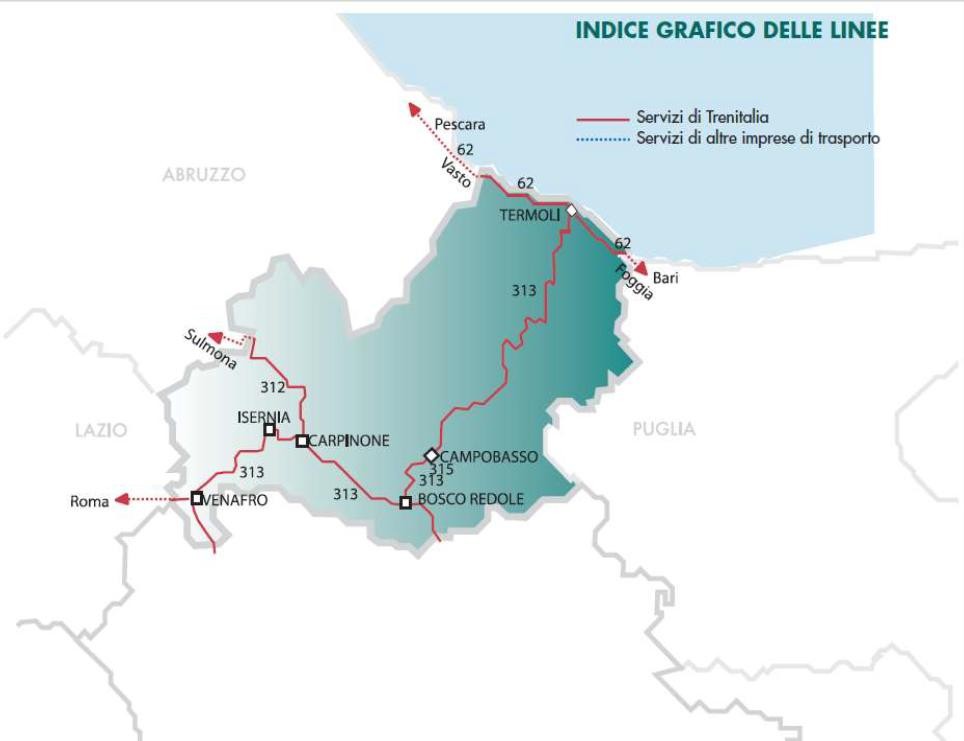 INDICE GRAFICO DELLE LINEE
Servizi di Trenitalia
Servizi di altre imprese di trasporto
Pescara
62
Vasto
ABRUZZO
62
TERMOLI
62
Foggia
Bari
313
Sulmona
312
ISERNIA
LAZIO
CARPINONE
PUGLIA
CAMPOBASSO
315
313
313
313
Roma
VENAFRO
BOSCO REDOLE